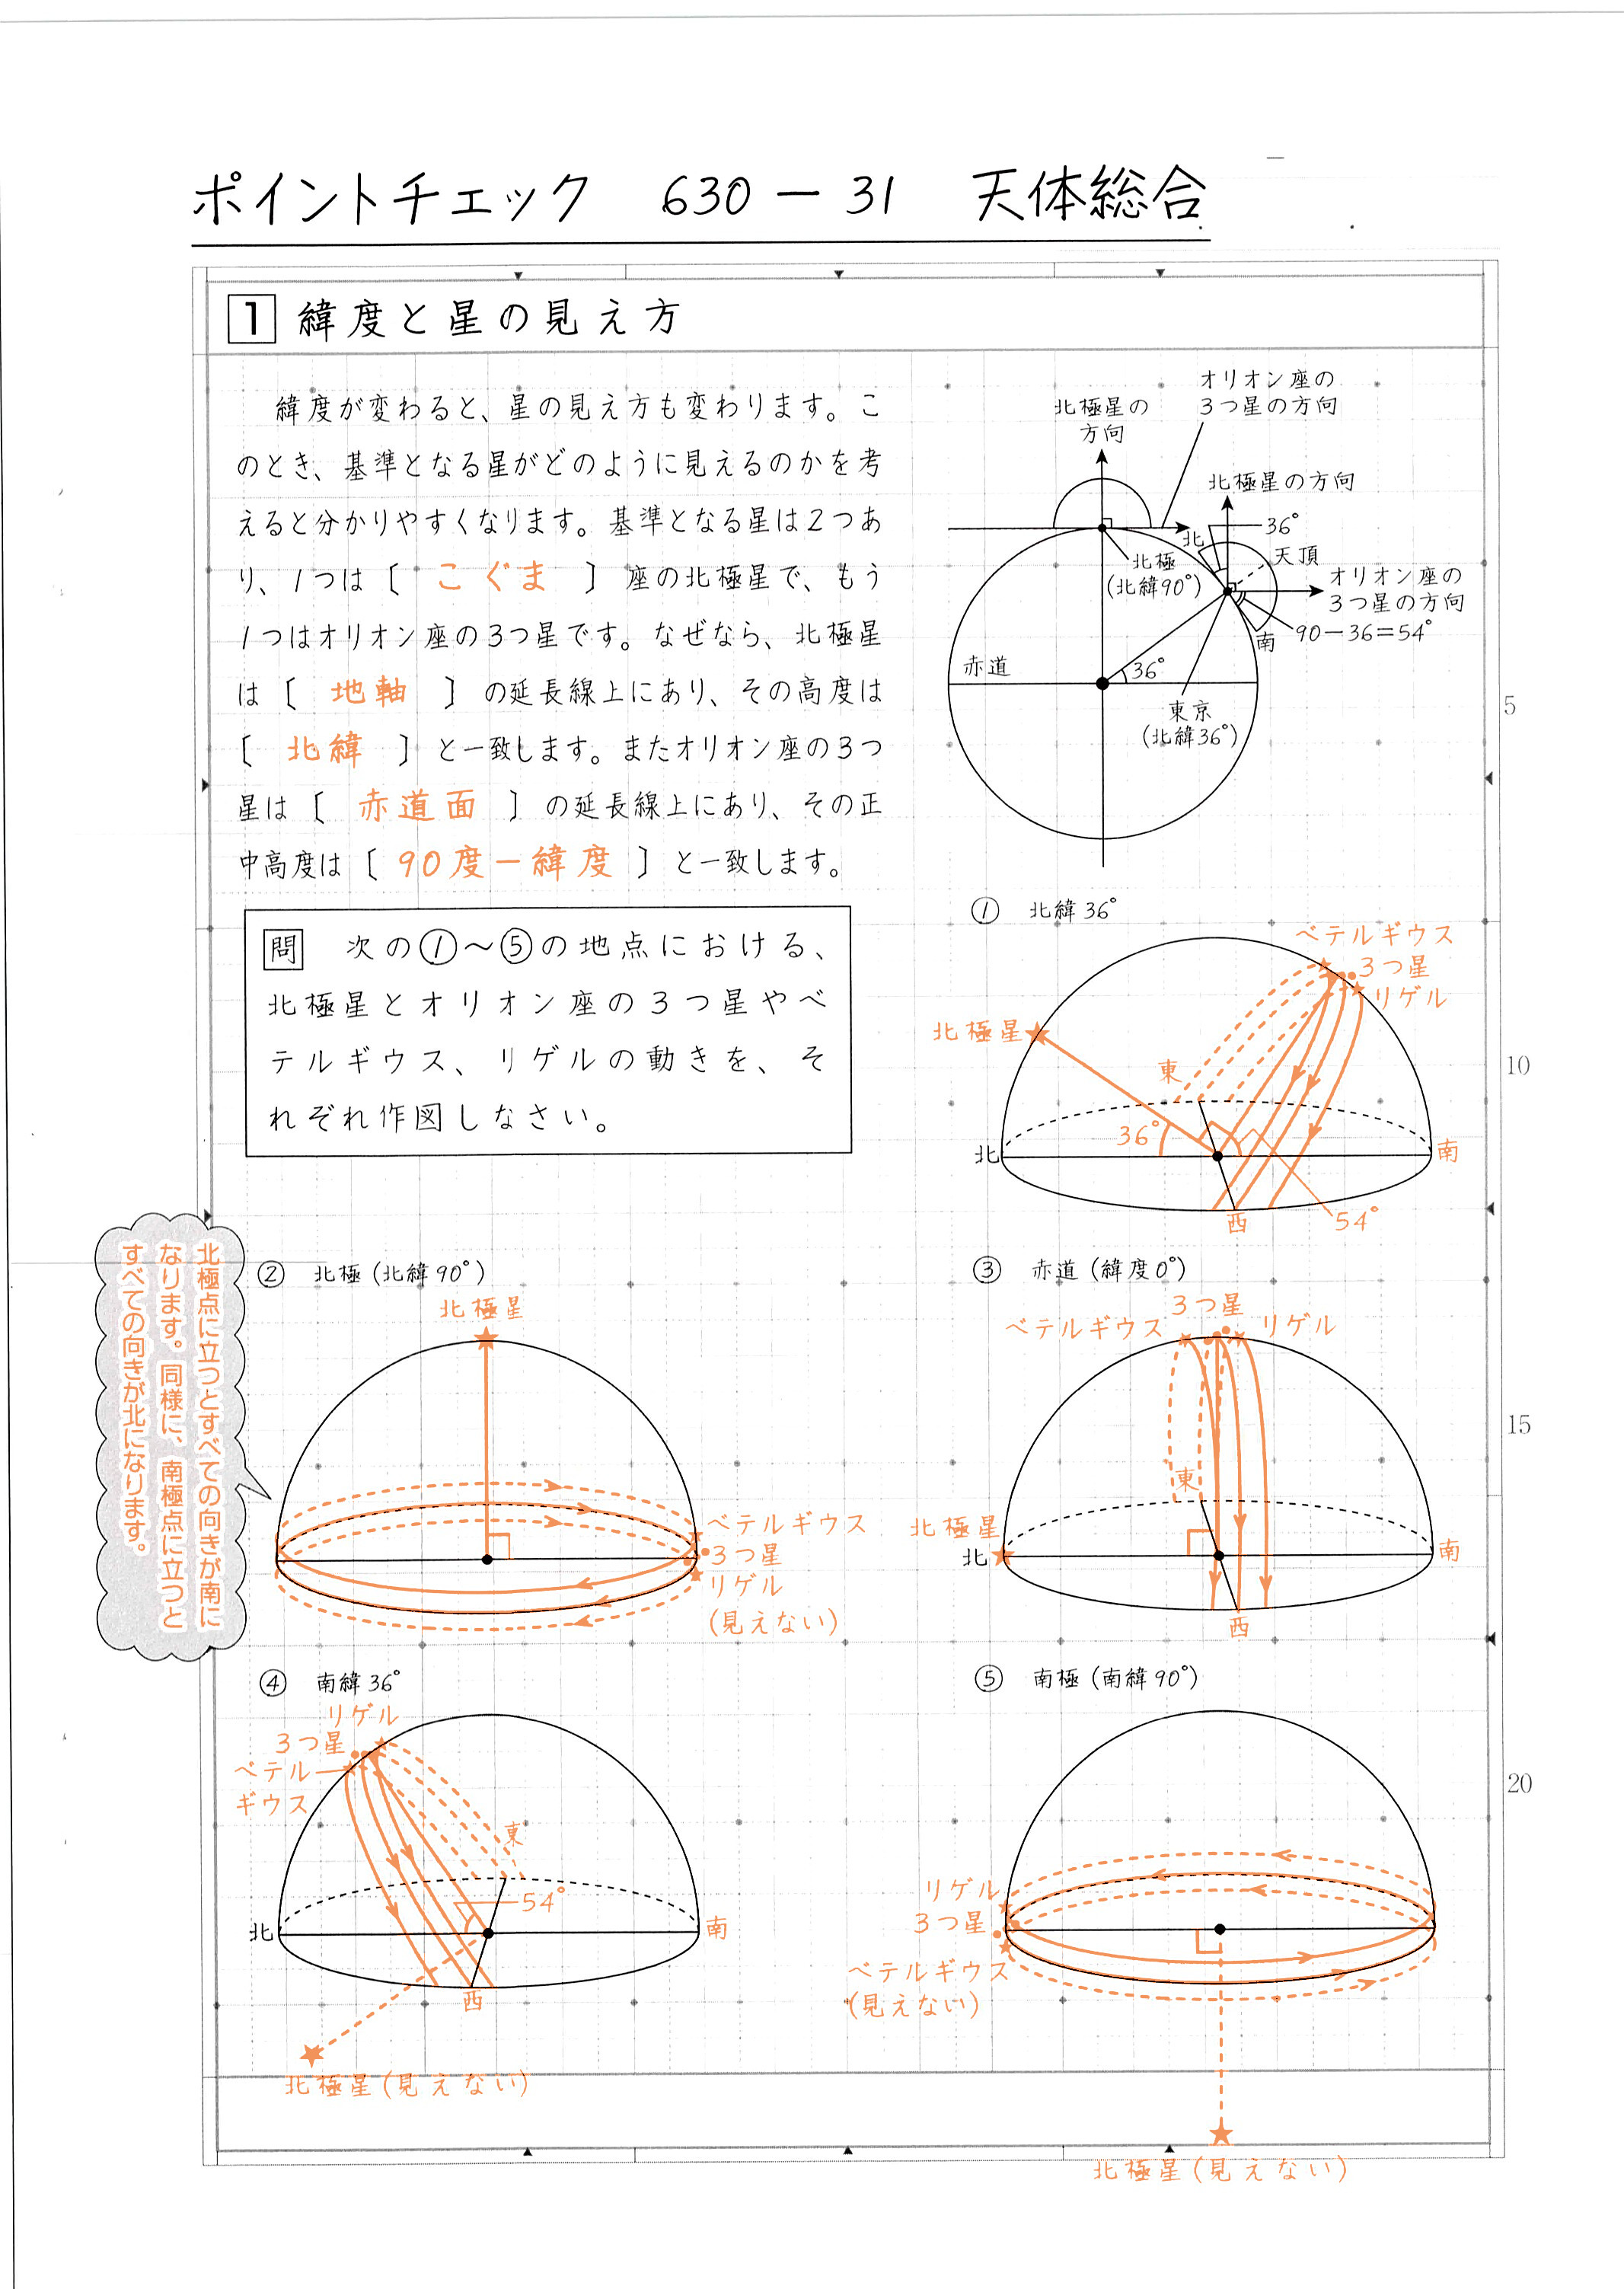 ポイントチェック 630-31 天体総合
1 緯度と星の見え方
緯度が変わると、星の見え方も変わります。こ
のとき、基準となる星がどのように見えるのかを考
えると分かりやすくなります。基準となる星は2つあ
り、1つは〔 こぐま 〕座の北極星で、もう
1つはオリオン座の3つ星です。なぜなら、北極星
は〔 地軸 〕の延長線上にあり、その高度は
〔 北緯 〕と一致します。またオリオン座の3つ
星は〔 赤道面 〕の延長線上にあり、その正
中高度は〔 90度-緯度 〕と一致します。
オリオン座の
3つ星の方向
北極星の
方向
北極星の方向
36°
北
天頂
北極
(北緯90°)
オリオン座の
3つ星の方向
90-36=54°
南
赤道
36°
東京
(北緯36°)
5
問 次の①~⑤の地点における、
北極星とオリオン座の3つ星やベ
テルギウス、リゲルの動きを、そ
れぞれ作図しなさい。
① 北緯36°
ベテルギウス
3つ星
リゲル
北極星
東
36°
北
南
西
54°
10
北極点に立つとすべての向きが南に
なります。同様に、南極点に立つと
すべての向きが北になります。
② 北極(北緯90°)
北極星
ベテルギウス
3つ星
リゲル
(見えない)
③ 赤道(緯度0°)
3つ星
ベテルギウス
リゲル
東
北極星
北
南
西
15
④ 南緯36°
リゲル
3つ星
ベテル
ギウス
東
54°
北
南
西
北極星(見えない)
⑤ 南極(南緯90°)
リゲル
3つ星
ベテルギウス
(見えない)
北極星(見えない)
20